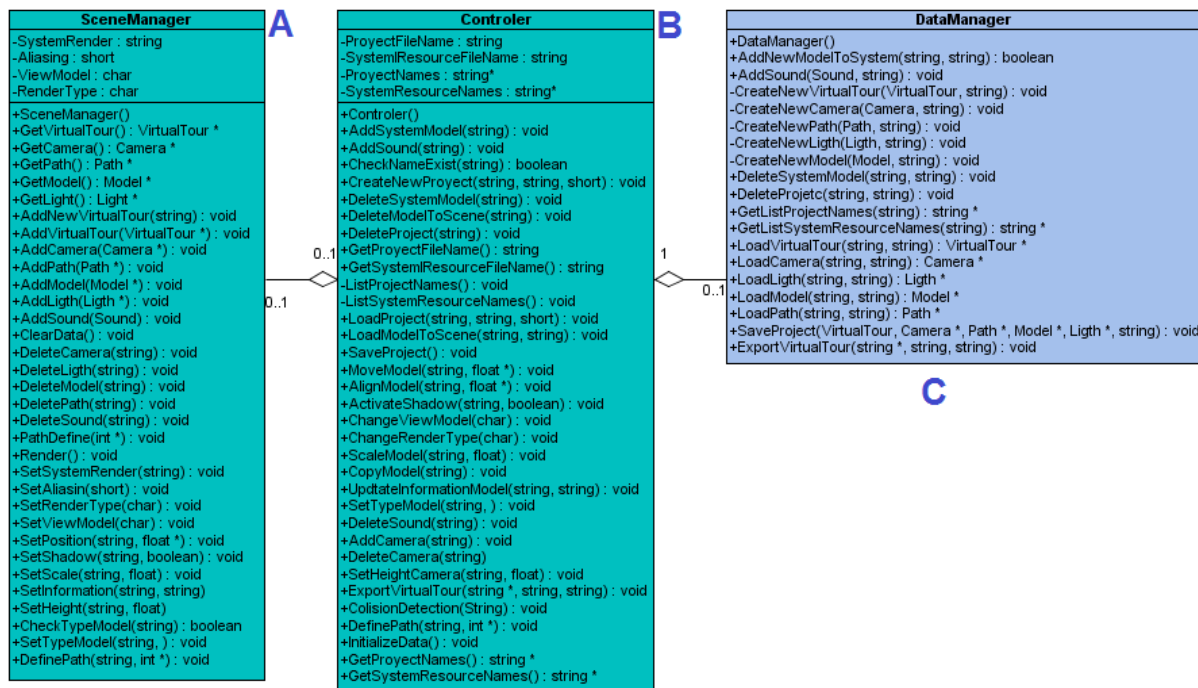 SceneManager
-SystemRender : string
-Aliasing : short
-ViewModel : char
-RenderType : char
+SceneManager()
+GetVirtualTour() : VirtualTour *
+GetCamera() : Camera *
+GetPath() : Path *
+GetModel() : Model *
+GetLight() : Light *
+AddNewVirtualTour(string) : void
+AddVirtualTour(VirtualTour *) : void
+AddCamera(Camera *) : void
+AddPath(Path *) : void
+AddModel(Model *) : void
+AddLigth(Ligth *) : void
+AddSound(Sound) : void
+ClearData() : void
+DeleteCamera(string) : void
+DeleteLigth(string) : void
+DeleteModel(string) : void
+DeletePath(string) : void
+DeleteSound(string) : void
+PathDefine(int *) : void
+Render() : void
+SetSystemRender(string) : void
+SetAliasin(short) : void
+SetRenderType(char) : void
+SetViewModel(char) : void
+SetPosition(string, float *) : void
+SetShadow(string, boolean) : void
+SetScale(string, float) : void
+SetInformation(string, string)
+SetHeight(string, float)
+CheckTypeModel(string) : boolean
+SetTypeModel(string, ) : void
+DefinePath(string, int *) : void
A
0..1
0..1
Controler
-ProyectFileName : string
-SystemlResourceFileName : string
-ProyectNames : string*
-SystemResourceNames : string*
+Controler()
+AddSystemModel(string) : void
+AddSound(string) : void
+CheckNameExist(string) : boolean
+CreateNewProyect(string, string, short) : void
+DeleteSystemModel(string) : void
+DeleteModelToScene(string) : void
+DeleteProject(string) : void
+GetProyectFileName() : string
+GetSystemlResourceFileName() : string
-ListProjectNames() : void
-ListSystemResourceNames() : void
+LoadProject(string, string, short) : void
+LoadModelToScene(string, string) : void
+SaveProject() : void
+MoveModel(string, float *) : void
+AlignModel(string, float *) : void
+ActivateShadow(string, boolean) : void
+ChangeViewModel(char) : void
+ChangeRenderType(char) : void
+ScaleModel(string, float) : void
+CopyModel(string) : void
+UpdtateInformationModel(string, string) : void
+SetTypeModel(string, ) : void
+DeleteSound(string) : void
+AddCamera(string) : void
+DeleteCamera(string)
+SetHeightCamera(string, float) : void
+ExportVirtualTour(string *, string, string) : void
+ColisionDetection(String) : void
+DefinePath(string, int *) : void
+InitializeData() : void
+GetProyectNames() : string *
+GetSystemResourceNames() : string *
B
1
0..1
DataManager
+DataManager()
+AddNewModelToSystem(string, string) : boolean
+AddSound(Sound, string) : void
-CreateNewVirtualTour(VirtualTour, string) : void
-CreateNewCamera(Camera, string) : void
-CreateNewPath(Path, string) : void
-CreateNewLigth(Ligth, string) : void
-CreateNewModel(Model, string) : void
+DeleteSystemModel(string, string) : void
+DeleteProjetc(string, string) : void
+GetListProjectNames(string) : string *
+GetListSystemResourceNames(string) : string *
+LoadVirtualTour(string, string) : VirtualTour *
+LoadCamera(string, string) : Camera *
+LoadLigth(string, string) : Ligth *
+LoadModel(string, string) : Model *
+LoadPath(string, string) : Path *
+SaveProject(VirtualTour, Camera *, Path *, Model *, Ligth *, string) : void
+ExportVirtualTour(string *, string, string) : void
C